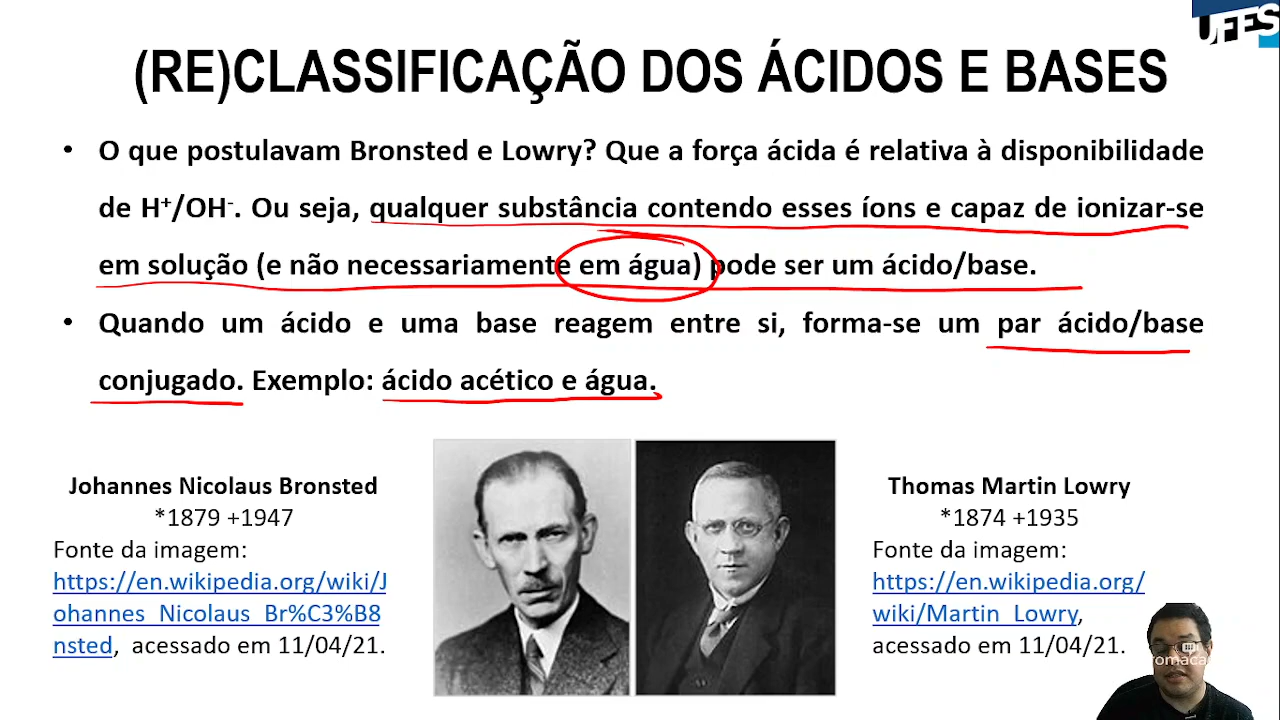 UFES
(RE)CLASSIFICAÇÃO DOS ÁCIDOS E BASES
• O que postulavam Bronsted e Lowry? Que a força ácida é relativa à disponibilidade
de H⁺/OH⁻. Ou seja, qualquer substância contendo esses íons e capaz de ionizar-se
em solução (e não necessariamente em água) pode ser um ácido/base.
• Quando um ácido e uma base reagem entre si, forma-se um par ácido/base
conjugado. Exemplo: ácido acético e água.
Johannes Nicolaus Bronsted
*1879 +1947
Fonte da imagem:
https://en.wikipedia.org/wiki/J
ohannes_Nicolaus_Br%C3%B8
nsted, acessado em 11/04/21.
Thomas Martin Lowry
*1874 +1935
Fonte da imagem:
https://en.wikipedia.org/
wiki/Martin_Lowry,
acessado em 11/04/21.